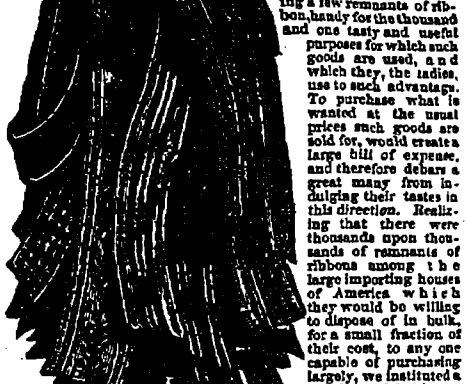 ing a few remnants of rib-
bon, handy for the thousand
and one tasty and useful
purposes for which such
goods are used, and
which they, the ladies,
use to such advantage.
To purchase what is
wanted at the usual
prices such goods are
sold for, would create a
large bill of expense,
and therefore debars a
great many from in-
dulging their tastes in
this direction. Realiz-
ing that there were
thousands upon thou-
sands of remnants of
ribbons among the
large importing houses
of America which
they would be willing
to dispose of in bulk,
for a small fraction of
their cost, to any one
capable of purchasing
largely, we instituted a